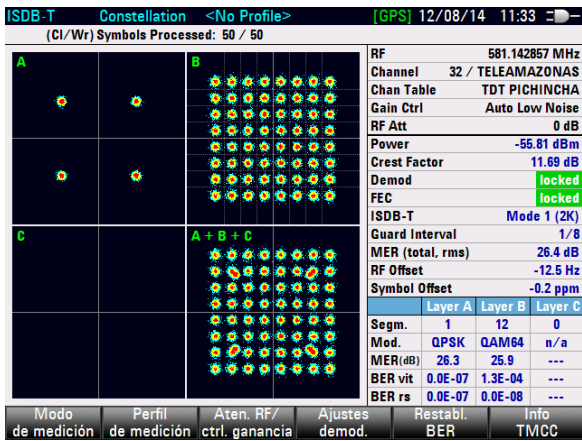 ISDB-T Constellation <No Profile> [GPS] 12/08/14 11:33
(CI/Wr) Symbols Processed: 50 / 50
A
B
C
A + B + C
RF 581.142857 MHz
Channel 32 / TELEAMAZONAS
Chan Table TDT PICHINCHA
Gain Ctrl Auto Low Noise
RF Att 0 dB
Power -55.81 dBm
Crest Factor 11.69 dB
Demod locked
FEC locked
ISDB-T Mode 1 (2K)
Guard Interval 1/8
MER (total, rms) 26.4 dB
RF Offset -12.5 Hz
Symbol Offset -0.2 ppm
Layer A Layer B Layer C
Segm. 1 12 0
Mod. QPSK QAM64 n/a
MER(dB) 26.3 25.9 ---
BER vit 0.0E-07 1.3E-04 ---
BER rs 0.0E-07 0.0E-08 ---
Modo de medición
Perfil de medición
Aten. RF/ ctrl. ganancia
Ajustes demod.
Restabl. BER
Info TMCC